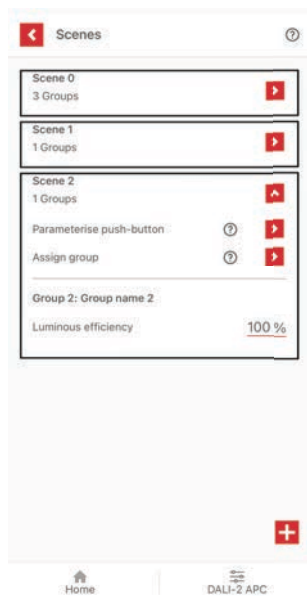 Scenes
Scene 0
3 Groups
Scene 1
1 Groups
Scene 2
1 Groups
Parameterise push-button
Assign group
Group 2: Group name 2
Luminous efficiency 100 %
Home DALI-2 APC